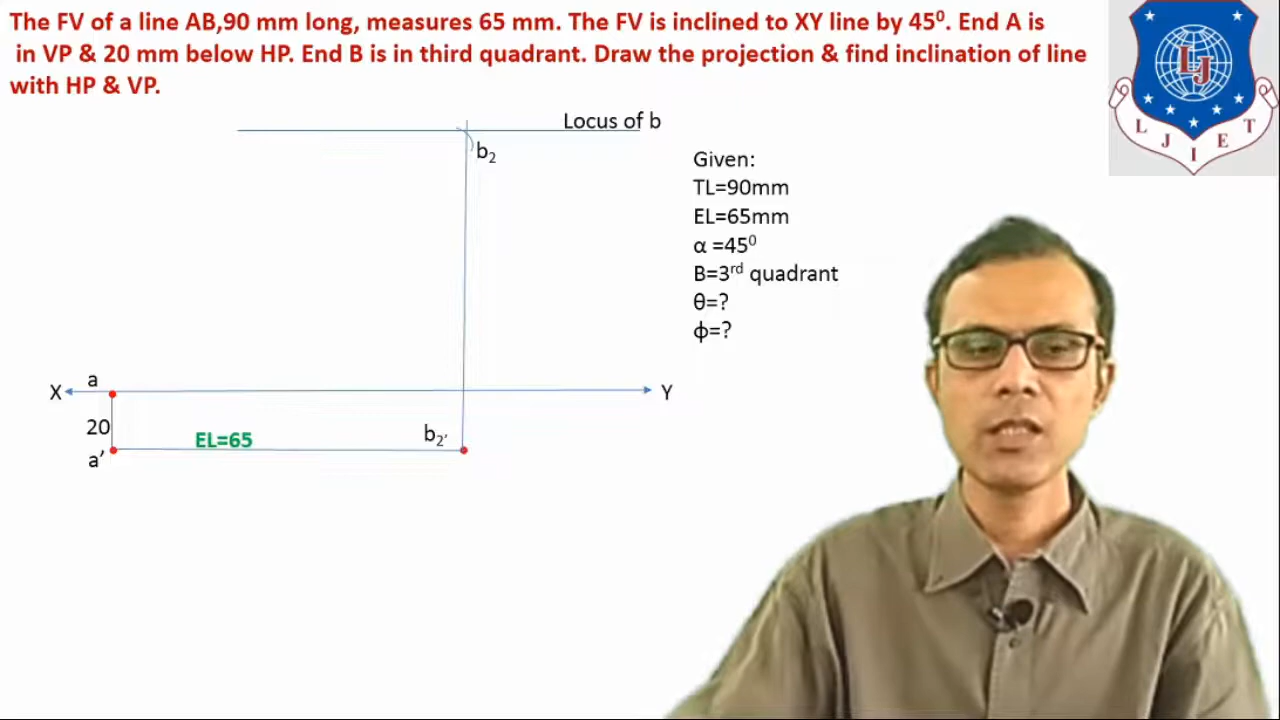 The FV of a line AB,90 mm long, measures 65 mm. The FV is inclined to XY line by 45⁰. End A is
in VP & 20 mm below HP. End B is in third quadrant. Draw the projection & find inclination of line
with HP & VP.
LJ
L J I E T
Locus of b
b₂
Given:
TL=90mm
EL=65mm
α =45⁰
B=3ʳᵈ quadrant
θ=?
ϕ=?
a
X
Y
20
EL=65
b₂′
a′